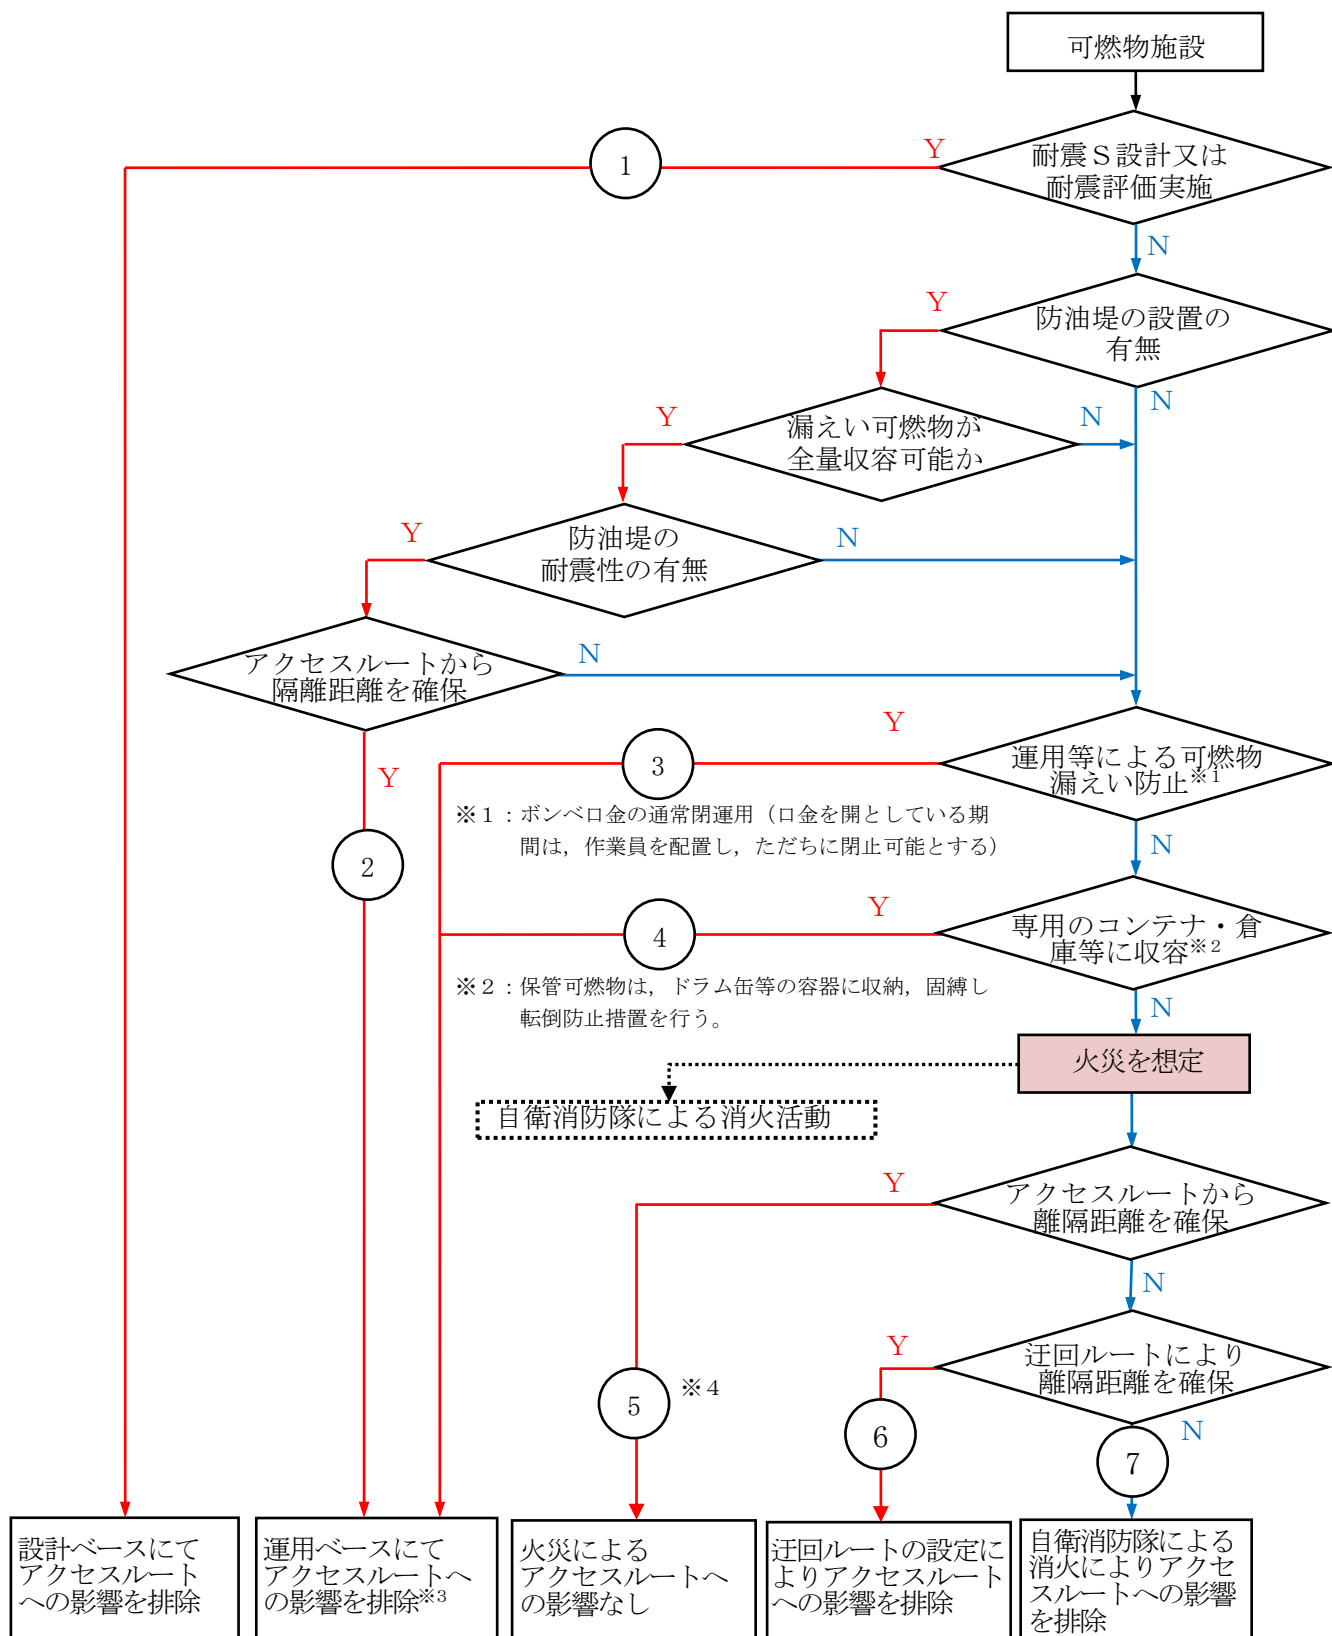 可燃物施設
耐震Ｓ設計又は
耐震評価実施
Ｙ
①
Ｎ
防油堤の設置の
有無
Ｙ
Ｎ
漏えい可燃物が
全量収容可能か
Ｙ
Ｎ
防油堤の
耐震性の有無
Ｙ
Ｎ
アクセスルートから
隔離距離を確保
Ｎ
Ｙ
②
運用等による可燃物
漏えい防止※1
Ｙ
③
※１：ボンベ口金の通常閉運用（口金を開としている期
間は，作業員を配置し，ただちに閉止可能とする）
Ｎ
専用のコンテナ・倉
庫等に収容※2
Ｙ
④
※２：保管可燃物は，ドラム缶等の容器に収納，固縛し
転倒防止措置を行う。
Ｎ
火災を想定
自衛消防隊による消火活動
アクセスルートから
離隔距離を確保
Ｙ
Ｎ
迂回ルートにより
離隔距離を確保
Ｙ
⑤ ※４
⑥
Ｎ
⑦
設計ベースにて
アクセスルート
への影響を排除
運用ベースにて
アクセスルートへ
の影響を排除※3
火災による
アクセスルートへ
の影響なし
迂回ルートの設定に
よりアクセスルート
への影響を排除
自衛消防隊による
消火によりアクセ
スルートへの影響
を排除